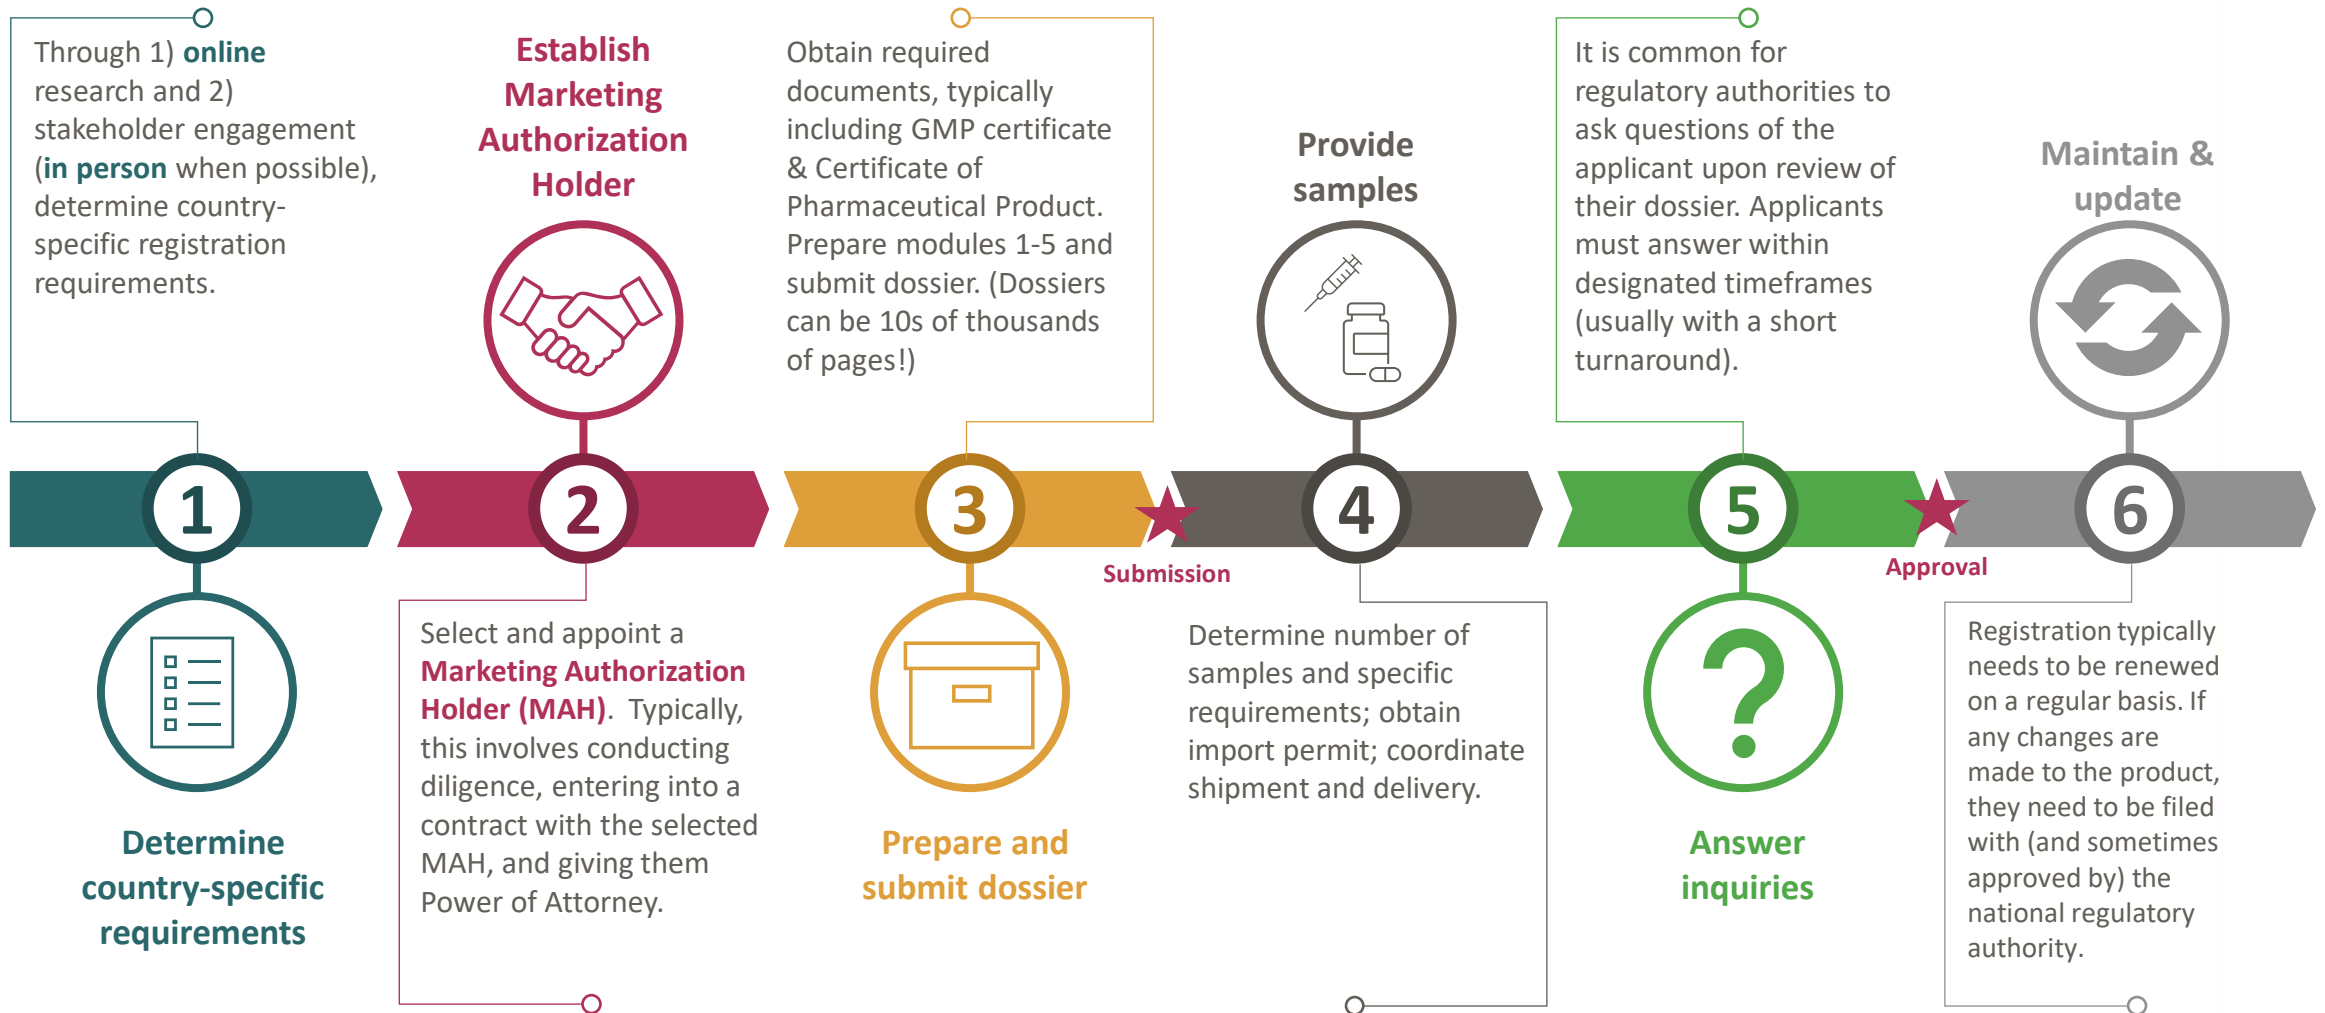 Through 1) online
research and 2)
stakeholder engagement
(in person when possible),
determine country-
specific registration
requirements.
1
Determine
country-specific
requirements
Establish
Marketing
Authorization
Holder
2
Select and appoint a
Marketing Authorization
Holder (MAH).  Typically,
this involves conducting
diligence, entering into a
contract with the selected
MAH, and giving them
Power of Attorney.
Obtain required
documents, typically
including GMP certificate
& Certificate of
Pharmaceutical Product.
Prepare modules 1-5 and
submit dossier. (Dossiers
can be 10s of thousands
of pages!)
3
Prepare and
submit dossier
Submission
Provide
samples
4
Determine number of
samples and specific
requirements; obtain
import permit; coordinate
shipment and delivery.
It is common for
regulatory authorities to
ask questions of the
applicant upon review of
their dossier. Applicants
must answer within
designated timeframes
(usually with a short
turnaround).
5
Answer
inquiries
Approval
Maintain &
update
6
Registration typically
needs to be renewed
on a regular basis. If
any changes are
made to the product,
they need to be filed
with (and sometimes
approved by) the
national regulatory
authority.